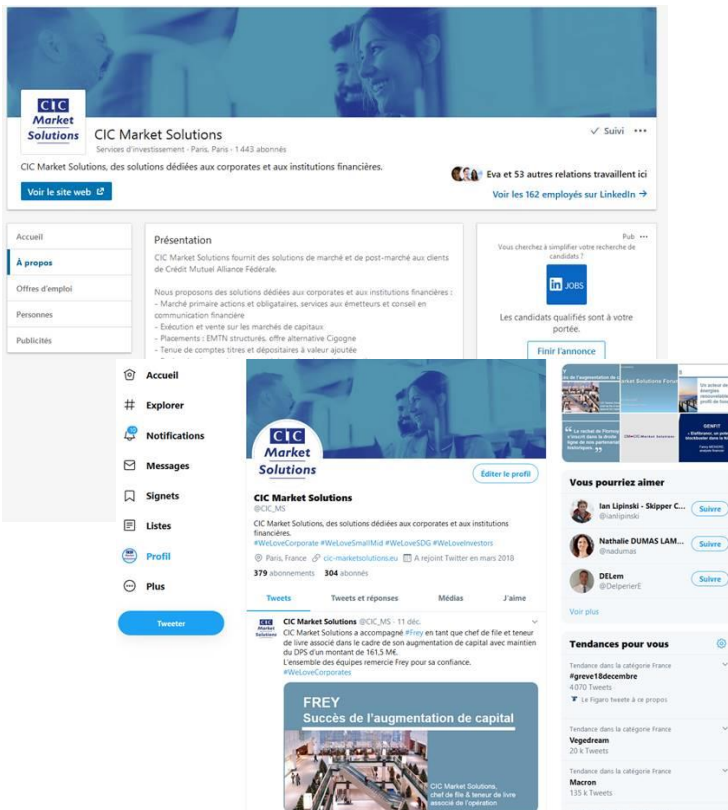 CIC
Market
Solutions
CIC Market Solutions
Services d'investissement · Paris, Paris · 1 443 abonnés
✓ Suivi •••
CIC Market Solutions, des solutions dédiées aux corporates et aux institutions financières.
Eva et 53 autres relations travaillent ici
Voir le site web
Voir les 162 employés sur LinkedIn →
Accueil
À propos
Offres d'emploi
Personnes
Publicités
Présentation
CIC Market Solutions fournit des solutions de marché et de post-marché aux clients
de Crédit Mutuel Alliance Fédérale.
Nous proposons des solutions dédiées aux corporates et aux institutions financières :
- Marché primaire actions et obligataires, services aux émetteurs et conseil en
communication financière
- Exécution et vente sur les marchés de capitaux
- Placements : EMTN structurés, offre alternative Cigogne
- Tenue de comptes titres et dépositaires à valeur ajoutée
Pub •••
Vous cherchez à simplifier votre recherche de
candidats ?
in JOBS
Les candidats qualifiés sont à votre
portée.
Finir l'annonce
Accueil
Explorer
Notifications
Messages
Signets
Listes
Profil
Plus
Tweeter
CIC
Market
Solutions
Éditer le profil
CIC Market Solutions
@CIC_MS
CIC Market Solutions, des solutions dédiées aux corporates et aux institutions
financières.
#WeLoveCorporate #WeLoveSmallMid #WeLoveSDG #WeLoveInvestors
Paris, France cic-marketsolutions.eu A rejoint Twitter en mars 2018
379 abonnements 304 abonnés
Tweets Tweets et réponses Médias J'aime
CIC Market Solutions @CIC_MS · 11 déc.
CIC Market Solutions a accompagné #Frey en tant que chef de file et teneur
de livre associé dans le cadre de son augmentation de capital avec maintien
du DPS d'un montant de 161,5 M€.
L'ensemble des équipes remercie Frey pour sa confiance.
#WeLoveCorporates
FREY
Succès de l'augmentation de capital
CIC Market Solutions,
chef de file & teneur de livre
associé de l'opération
GENFIT
Vous pourriez aimer
Ian Lipinski - Skipper C...
@ianlipinski
Suivre
Nathalie DUMAS LAM...
@nadumas
Suivre
DELem
@DelperierE
Suivre
Voir plus
Tendances pour vous
Tendance dans la catégorie France
#greve18decembre
4 070 Tweets
Le Figaro tweete à ce propos
Tendance dans la catégorie France
Vegedream
20 k Tweets
Tendance dans la catégorie France
Macron
135 k Tweets